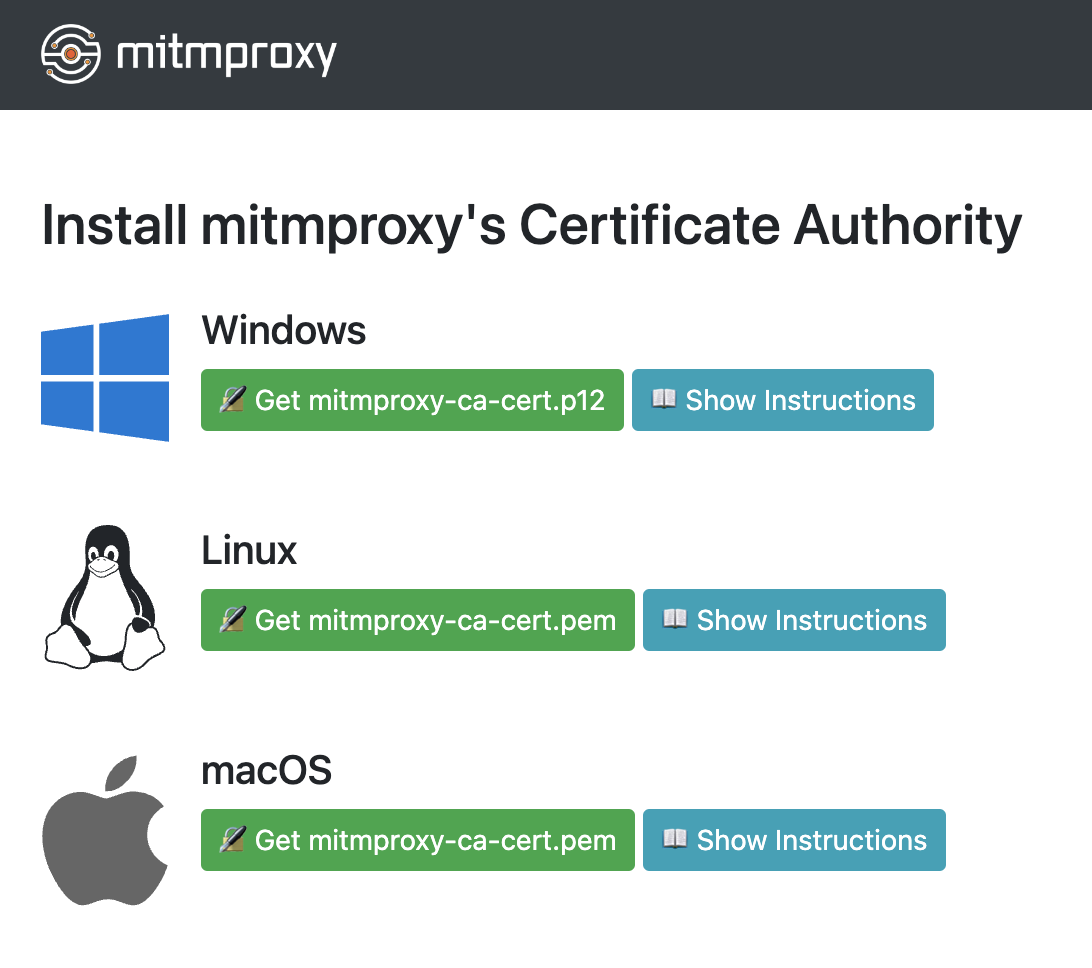 mitmproxy
Install mitmproxy's Certificate Authority
Windows
Get mitmproxy-ca-cert.p12
Show Instructions
Linux
Get mitmproxy-ca-cert.pem
Show Instructions
macOS
Get mitmproxy-ca-cert.pem
Show Instructions